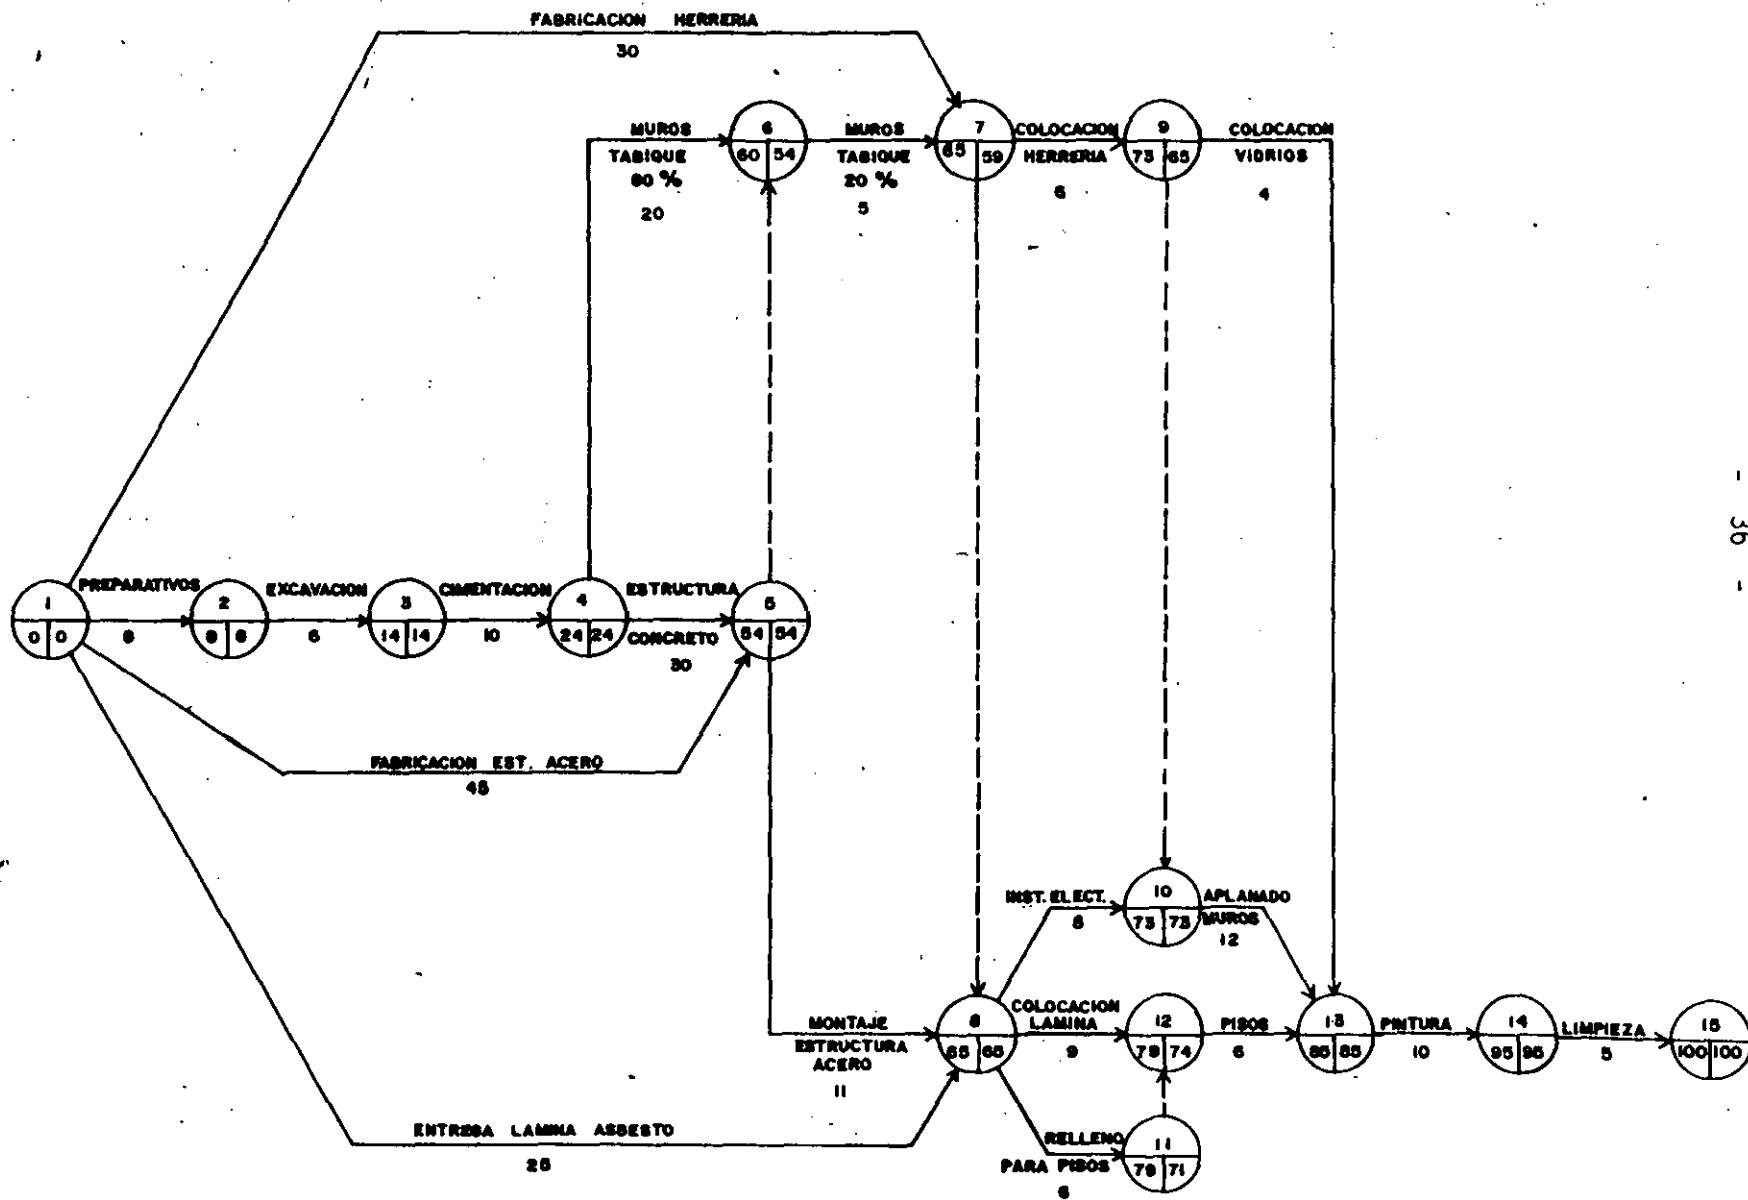 FABRICACION HERRERIA
30
MUROS
TABIQUE
80 %
20
6
60 54
MUROS
TABIQUE
20 %
5
7
65 59
COLOCACION
HERRERIA
6
9
73 65
COLOCACION
VIDRIOS
4
- 36 -
1
0 0
PREPARATIVOS
8
2
8 8
EXCAVACION
6
3
14 14
CIMENTACION
10
4
24 24
ESTRUCTURA
CONCRETO
30
5
54 54
FABRICACION EST. ACERO
45
INST. ELECT.
8
10
73 73
APLANADO
MUROS
12
MONTAJE
ESTRUCTURA
ACERO
11
8
65 65
COLOCACION
LAMINA
9
12
79 74
PISOS
6
13
85 85
PINTURA
10
14
95 95
LIMPIEZA
5
15
100 100
ENTREGA LAMINA ASBESTO
25
RELLENO
PARA PISOS
6
11
79 71